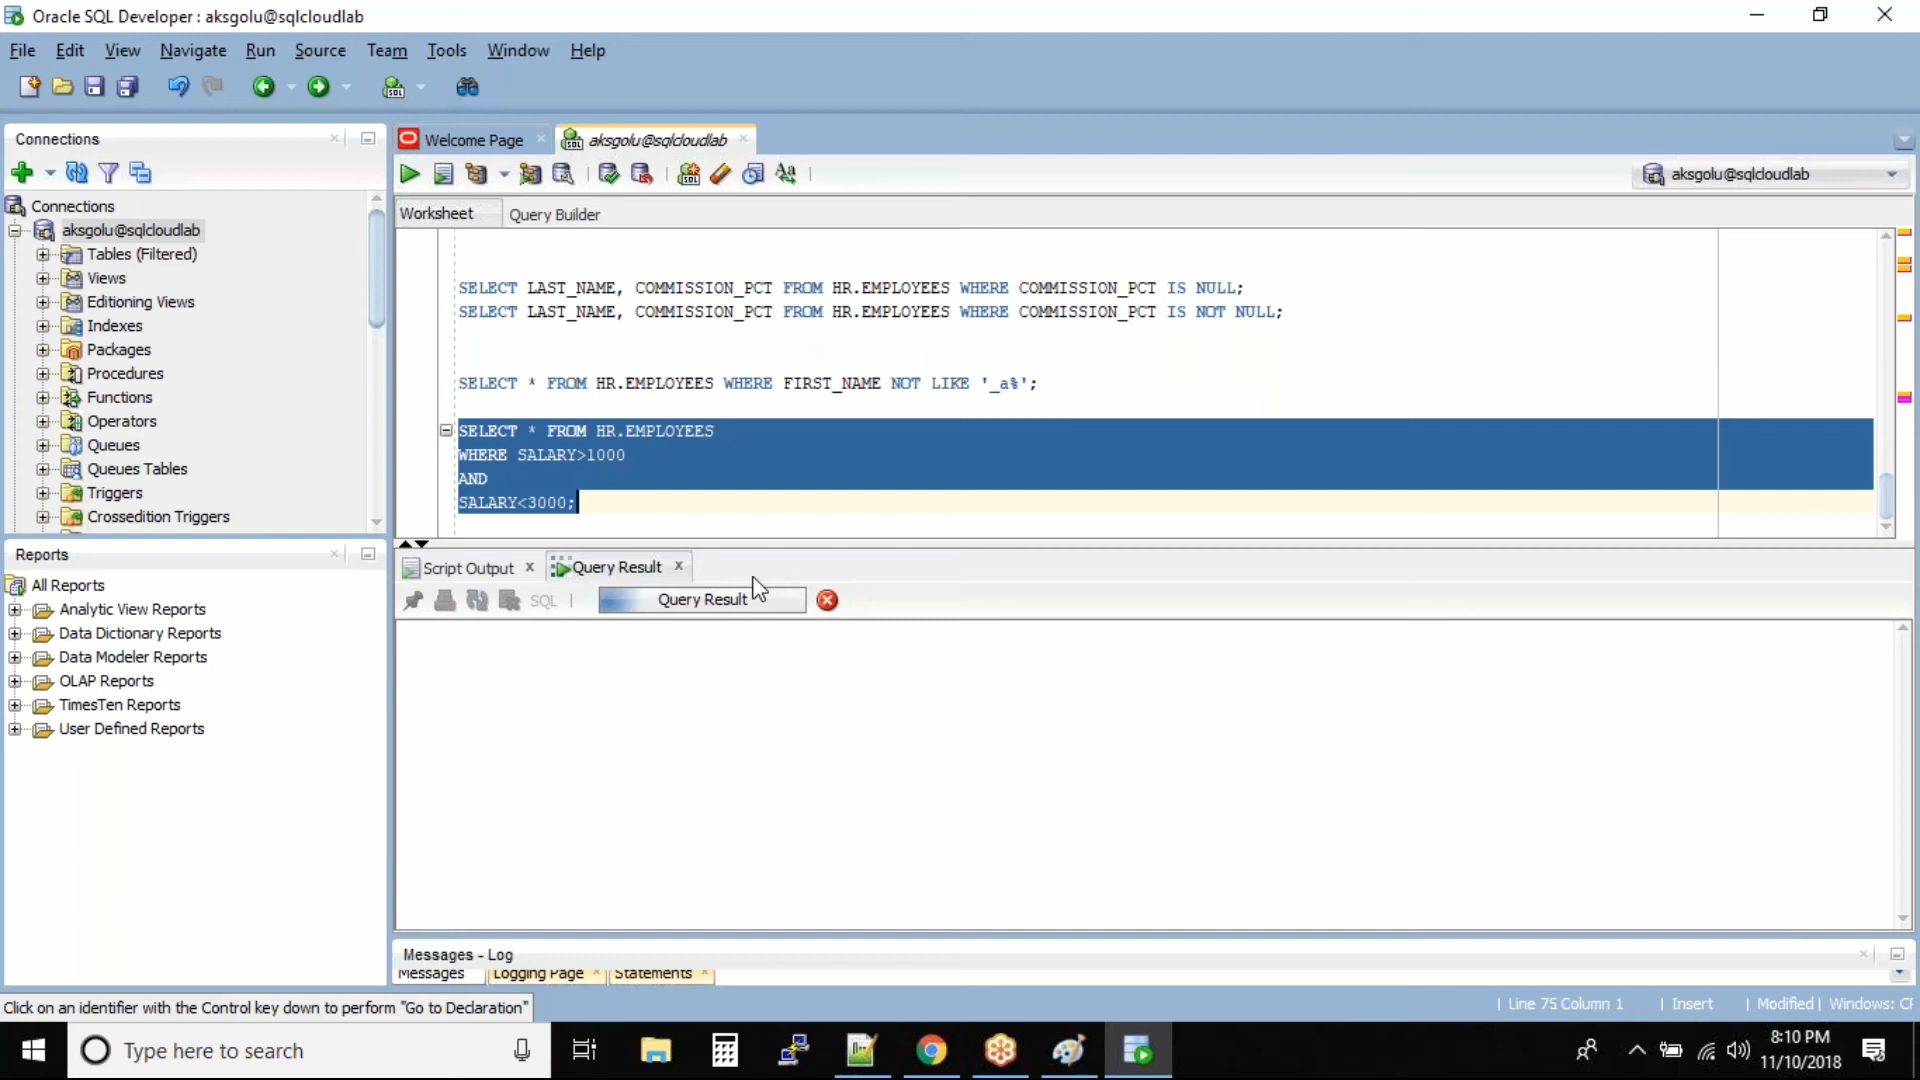 Oracle SQL Developer : aksgolu@sqlcloudlab
File Edit View Navigate Run Source Team Tools Window Help
Connections
Welcome Page
aksgolu@sqlcloudlab
aksgolu@sqlcloudlab
Worksheet
Query Builder
Connections
aksgolu@sqlcloudlab
Tables (Filtered)
Views
Editioning Views
Indexes
Packages
Procedures
Functions
Operators
Queues
Queues Tables
Triggers
Crossedition Triggers
SELECT LAST_NAME, COMMISSION_PCT FROM HR.EMPLOYEES WHERE COMMISSION_PCT IS NULL;
SELECT LAST_NAME, COMMISSION_PCT FROM HR.EMPLOYEES WHERE COMMISSION_PCT IS NOT NULL;
SELECT * FROM HR.EMPLOYEES WHERE FIRST_NAME NOT LIKE '_a%';
SELECT * FROM HR.EMPLOYEES
WHERE SALARY>1000
AND
SALARY<3000;
Reports
All Reports
Analytic View Reports
Data Dictionary Reports
Data Modeler Reports
OLAP Reports
TimesTen Reports
User Defined Reports
Script Output
Query Result
SQL
Query Result
Messages - Log
Messages
Logging Page
Statements
Click on an identifier with the Control key down to perform "Go to Declaration"
Line 75 Column 1
Insert
Modified
Windows: CF
Type here to search
8:10 PM
11/10/2018